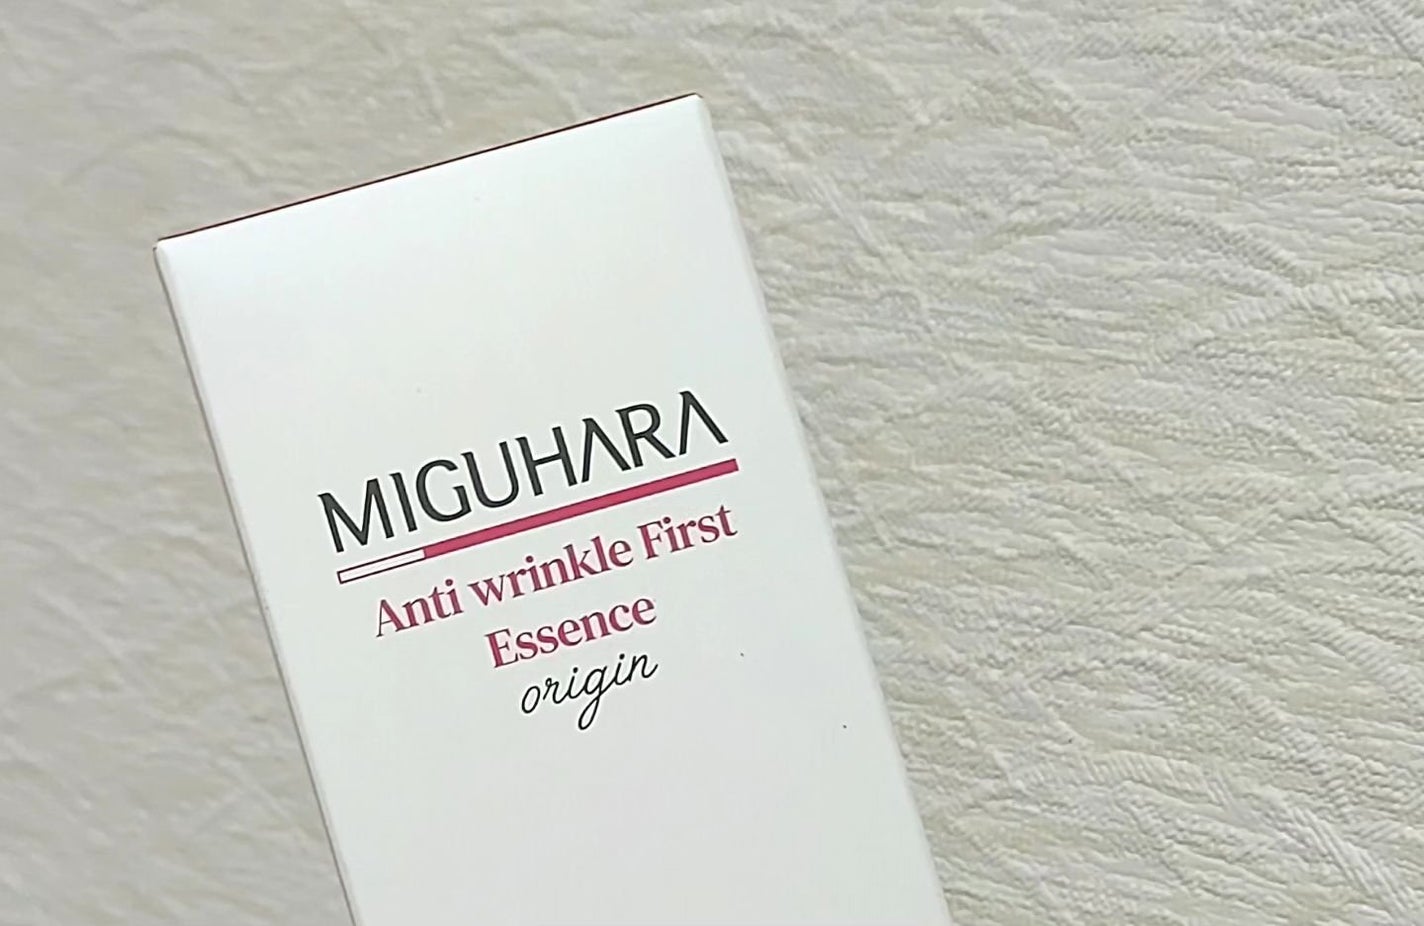 MIGUHARA
Anti wrinkle First
Essence
origin